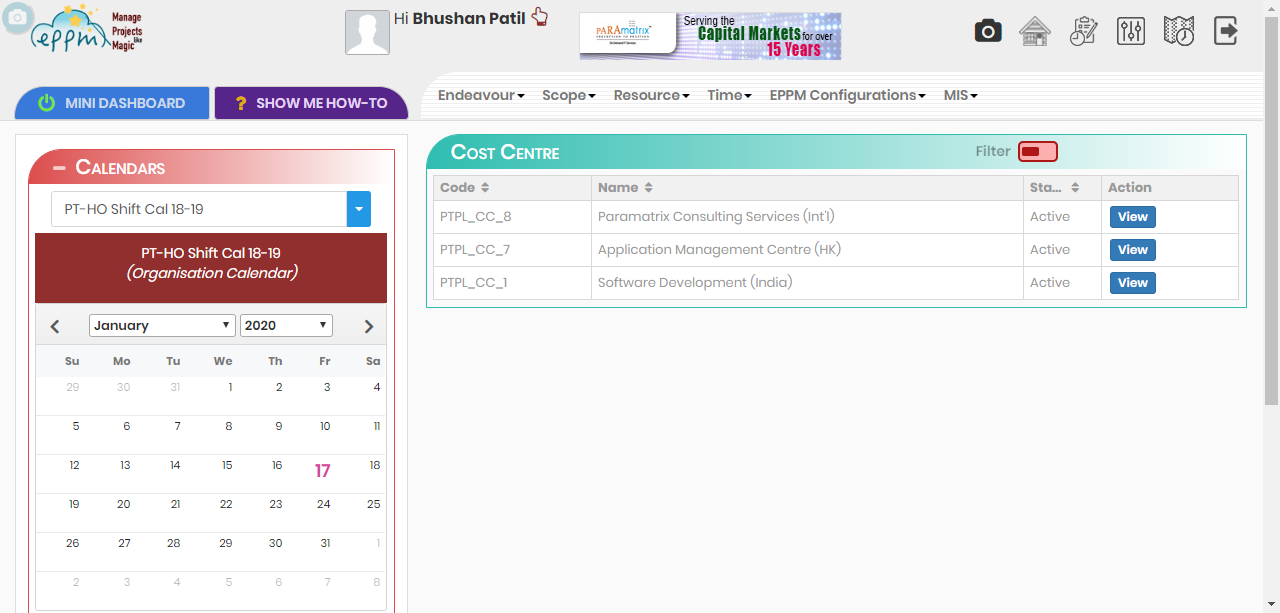 eppm
Manage
Projects
like
Magic
Hi Bhushan Patil
PARAmatrix
Serving the
Capital Markets for over
15 Years
MINI DASHBOARD
? SHOW ME HOW-TO
Endeavour Scope Resource Time EPPM Configurations MIS
CALENDARS
PT-HO Shift Cal 18-19
PT-HO Shift Cal 18-19
(Organisation Calendar)
January 2020
Su Mo Tu We Th Fr Sa
29 30 31 1 2 3 4
5 6 7 8 9 10 11
12 13 14 15 16 17 18
19 20 21 22 23 24 25
26 27 28 29 30 31 1
2 3 4 5 6 7 8
COST CENTRE
Filter
Code Name Sta... Action
PTPL_CC_8 Paramatrix Consulting Services (Int'l) Active View
PTPL_CC_7 Application Management Centre (HK) Active View
PTPL_CC_1 Software Development (India) Active View